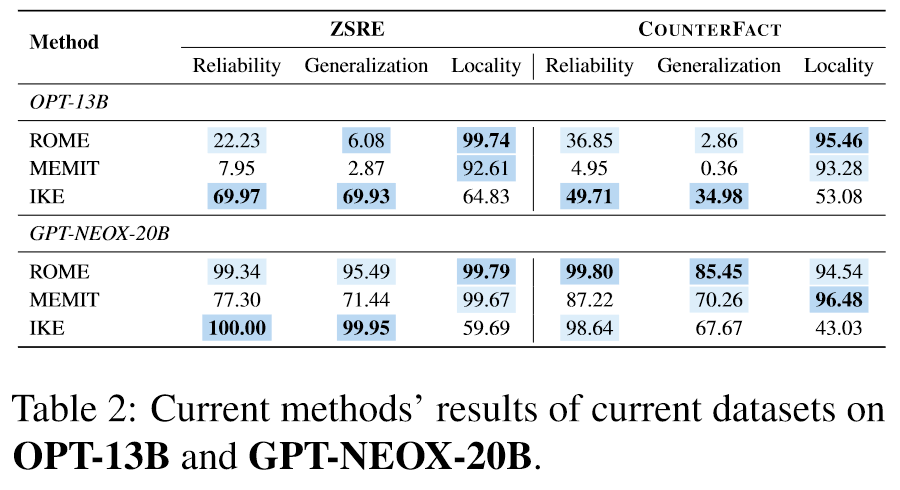 Method ZSRE COUNTERFACT
Reliability Generalization Locality Reliability Generalization Locality
OPT-13B
ROME 22.23 6.08 99.74 36.85 2.86 95.46
MEMIT 7.95 2.87 92.61 4.95 0.36 93.28
IKE 69.97 69.93 64.83 49.71 34.98 53.08
GPT-NEOX-20B
ROME 99.34 95.49 99.79 99.80 85.45 94.54
MEMIT 77.30 71.44 99.67 87.22 70.26 96.48
IKE 100.00 99.95 59.69 98.64 67.67 43.03
Table 2: Current methods' results of current datasets on
OPT-13B and GPT-NEOX-20B.